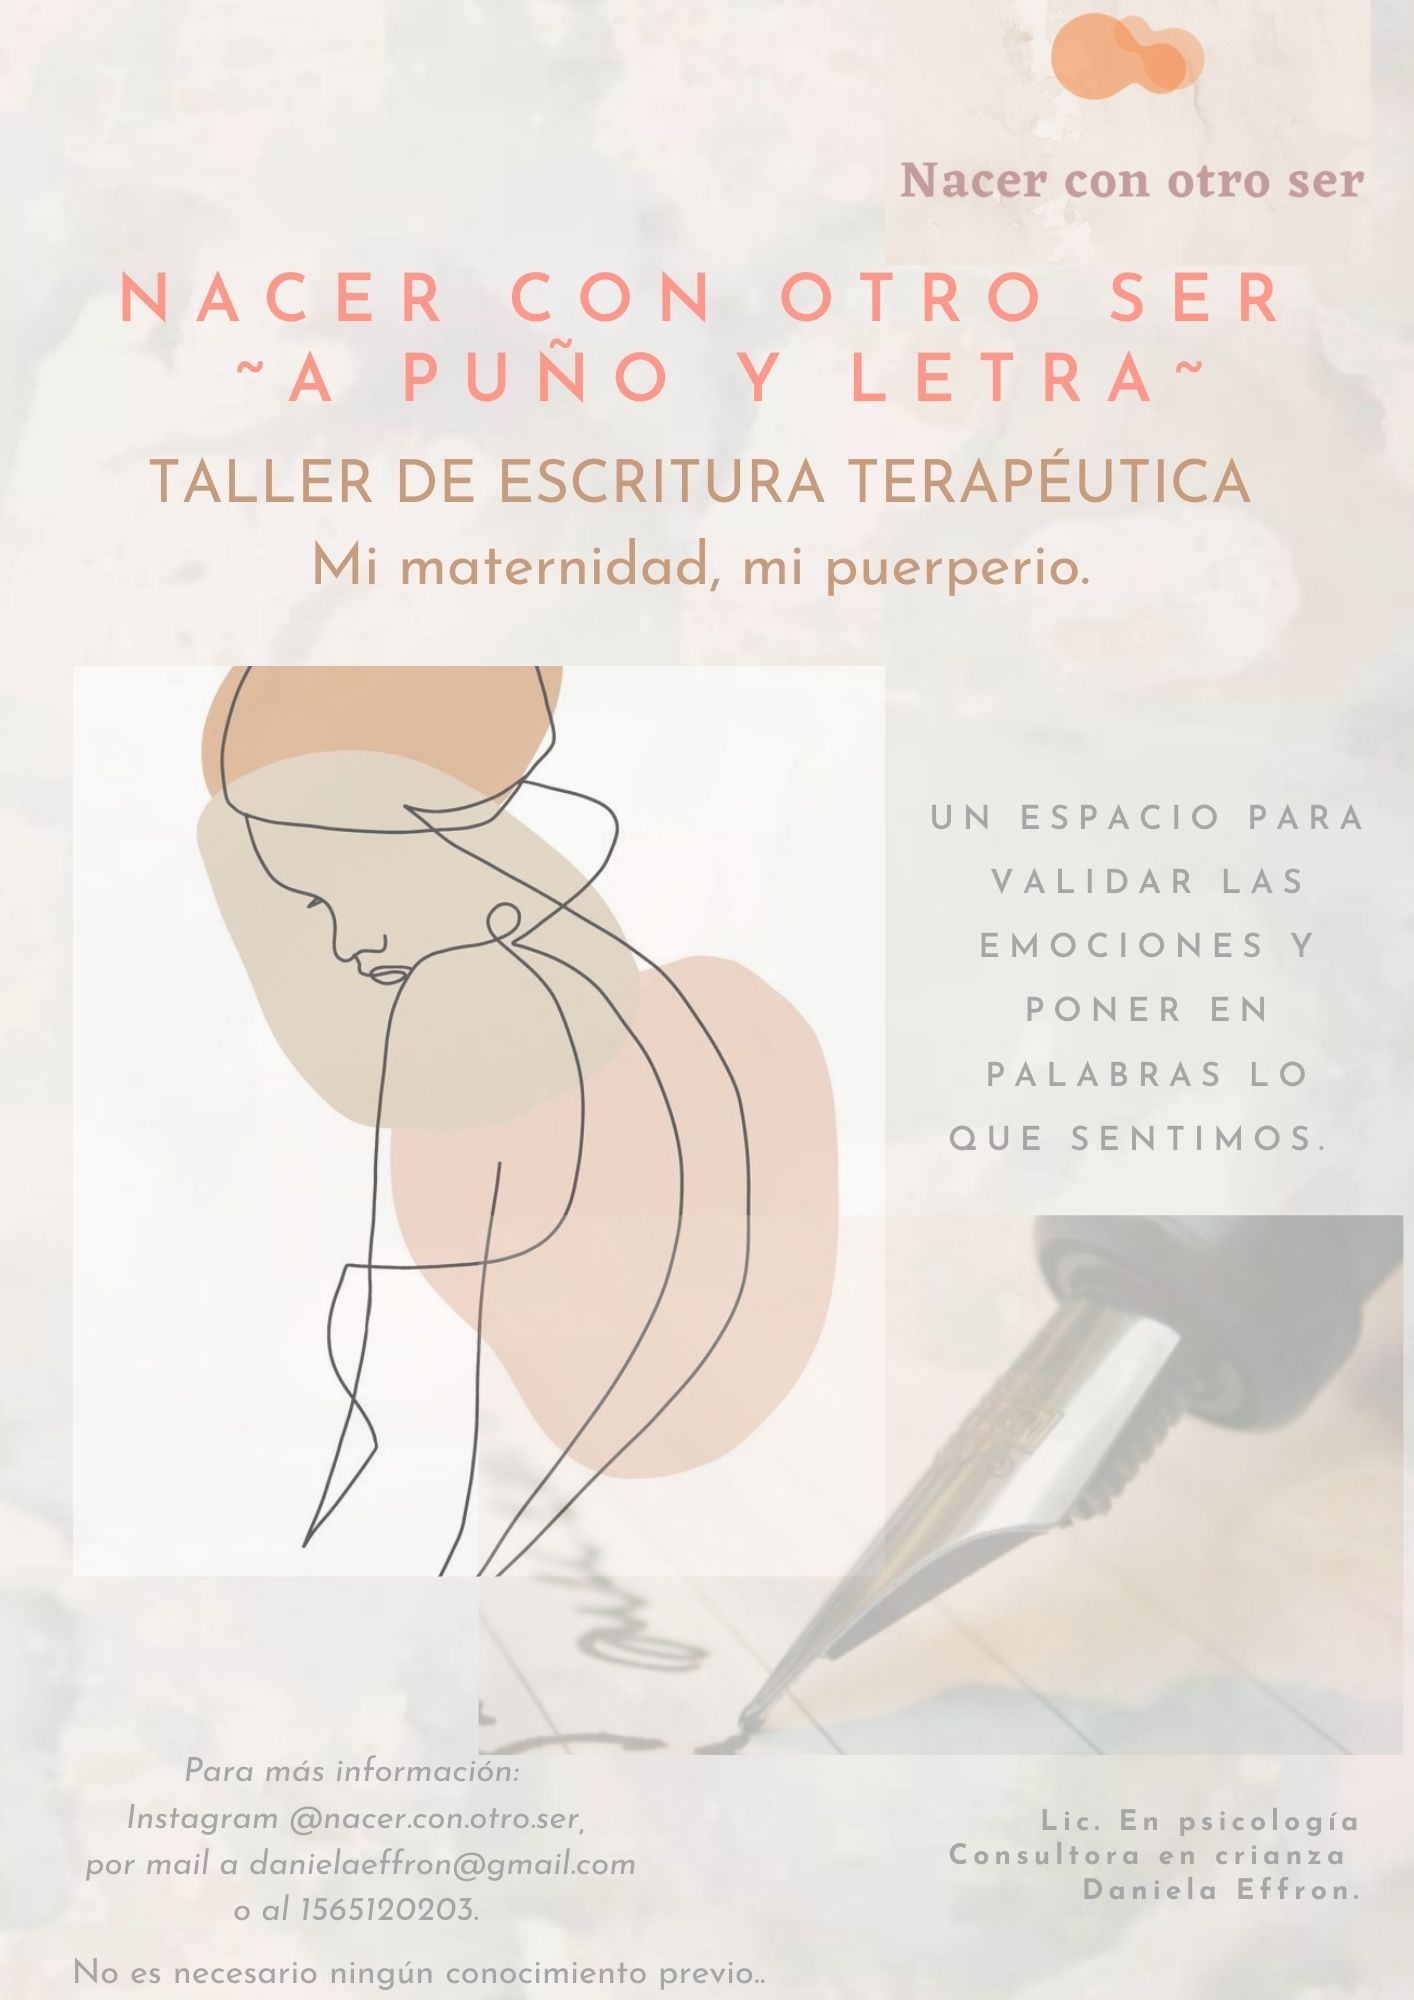 Nacer con otro ser
NACER CON OTRO SER
~A PUÑO Y LETRA~
TALLER DE ESCRITURA TERAPÉUTICA
Mi maternidad, mi puerperio.
UN ESPACIO PARA
VALIDAR LAS
EMOCIONES Y
PONER EN
PALABRAS LO
QUE SENTIMOS.
Para más información:
Instagram @nacer.con.otro.ser,
por mail a danielaeffron@gmail.com
o al 1565120203.
Lic. En psicología
Consultora en crianza
Daniela Effron.
No es necesario ningún conocimiento previo..